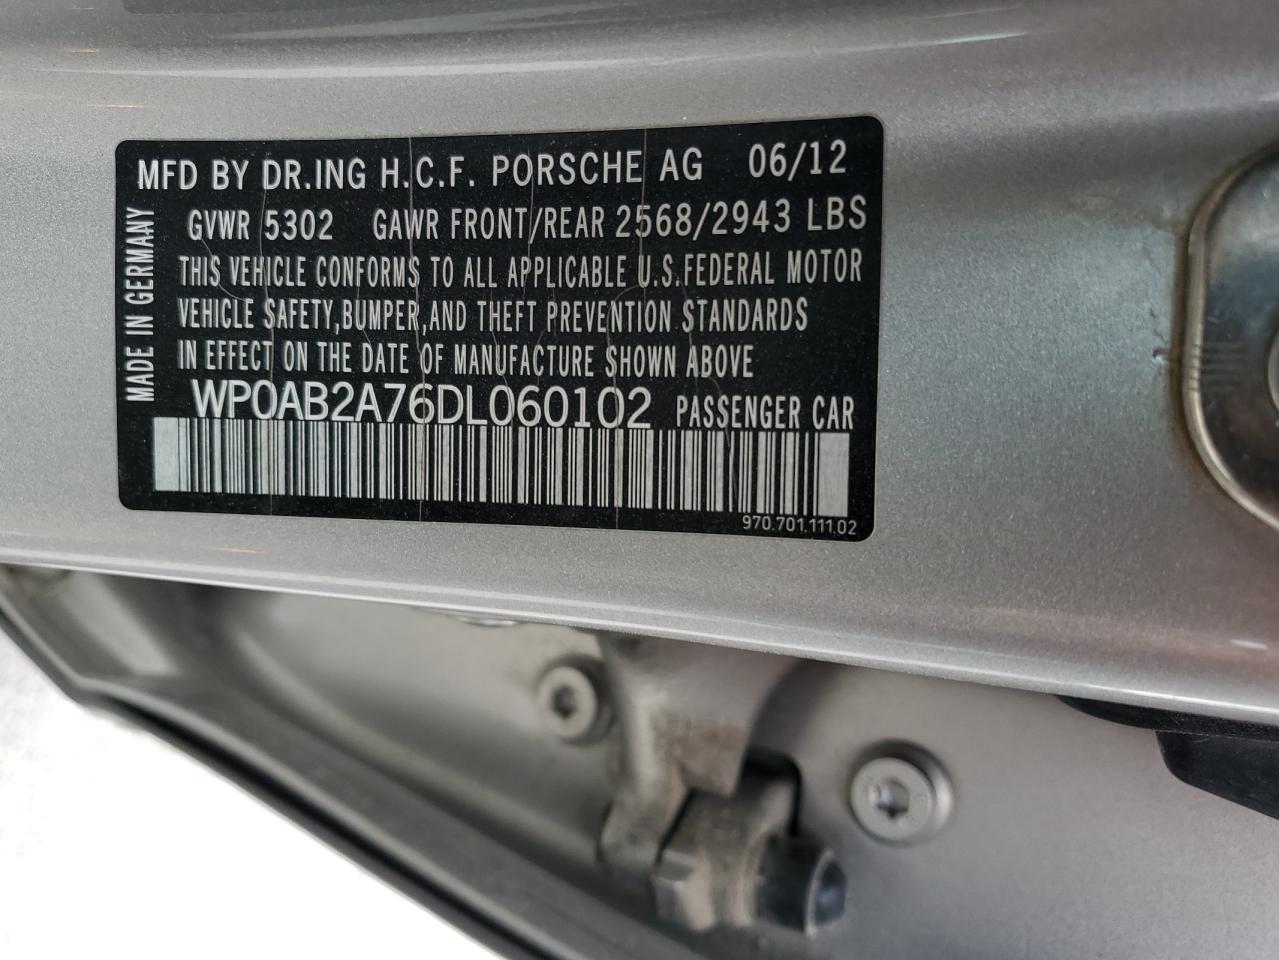 MFD BY DR.ING H.C.F. PORSCHE AG 06/12
GVWR 5302 GAWR FRONT/REAR 2568/2943 LBS
THIS VEHICLE CONFORMS TO ALL APPLICABLE U.S.FEDERAL MOTOR
VEHICLE SAFETY,BUMPER,AND THEFT PREVENTION STANDARDS
IN EFFECT ON THE DATE OF MANUFACTURE SHOWN ABOVE
WP0AB2A76DL060102 PASSENGER CAR
970.701.111.02
MADE IN GERMANY